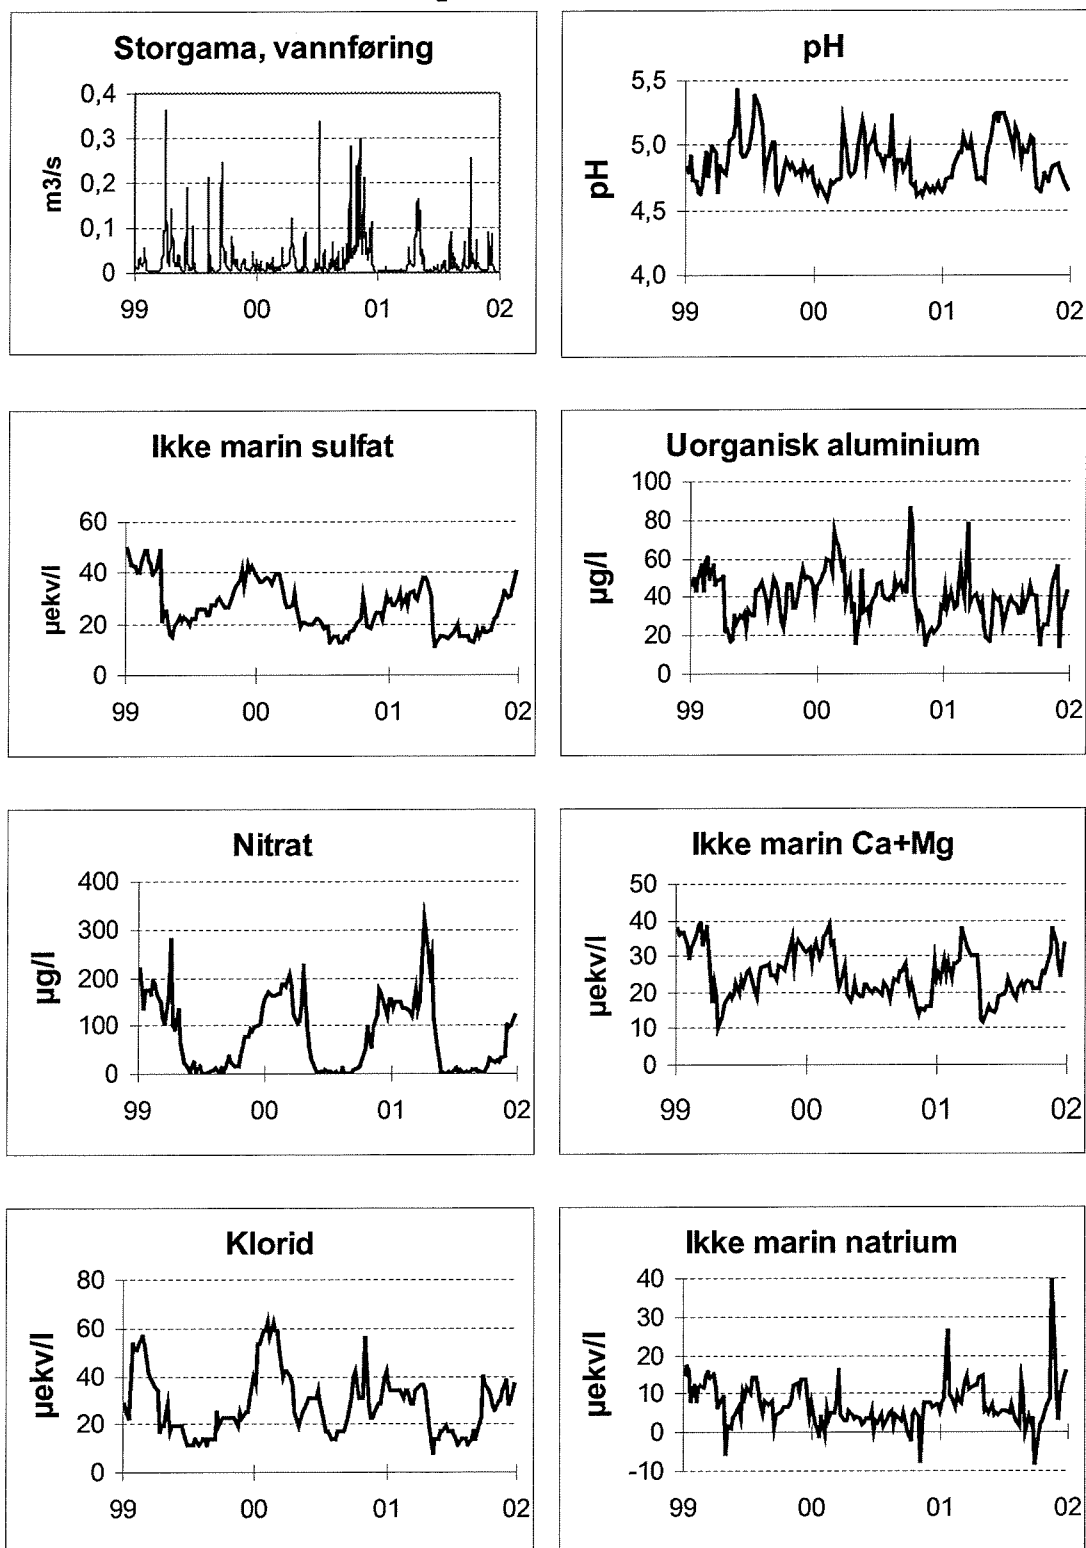 Storgama, vannføring
m3/s
0,4
0,3
0,2
0,1
0
99 00 01 02
pH
pH
5,5
5,0
4,5
4,0
99 00 01 02
Ikke marin sulfat
µekv/l
60
40
20
0
99 00 01 02
Uorganisk aluminium
µg/l
100
80
60
40
20
0
99 00 01 02
Nitrat
µg/l
400
300
200
100
0
99 00 01 02
Ikke marin Ca+Mg
µekv/l
50
40
30
20
10
0
99 00 01 02
Klorid
µekv/l
80
60
40
20
0
99 00 01 02
Ikke marin natrium
µekv/l
40
30
20
10
0
-10
99 00 01 02